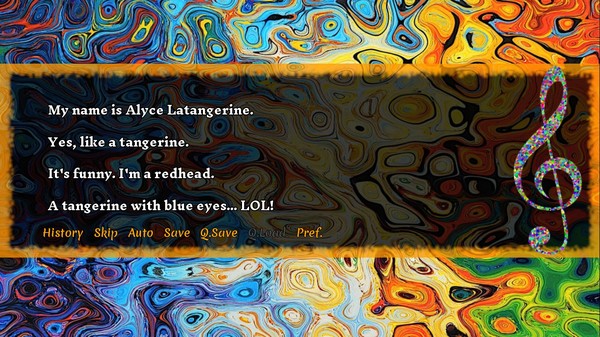 My name is Alyce Latangerine.
Yes, like a tangerine.
It's funny. I'm a redhead.
A tangerine with blue eyes... LOL!
History Skip Auto Save Q.Save Q.Load Pref.